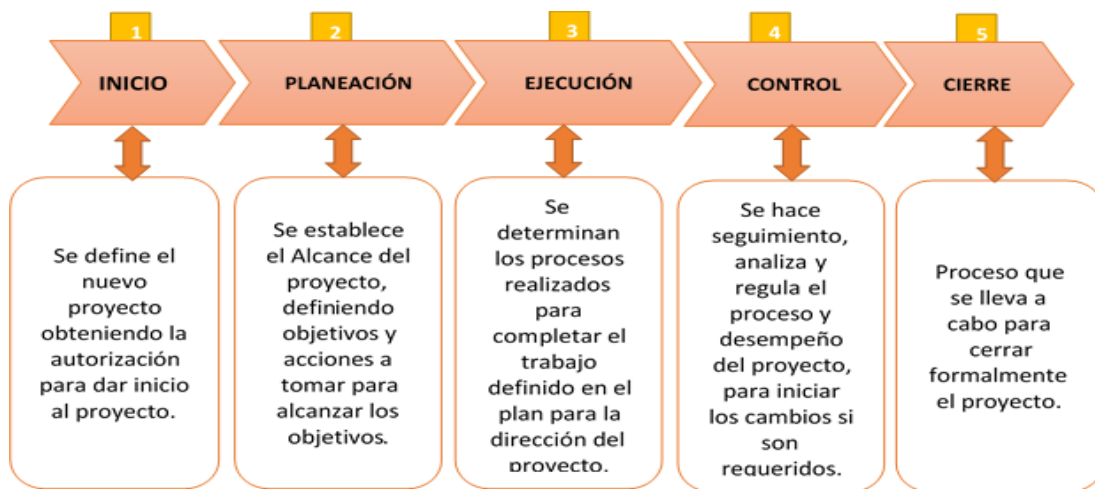 1
INICIO
2
PLANEACIÓN
3
EJECUCIÓN
4
CONTROL
5
CIERRE
Se define el
nuevo
proyecto
obteniendo la
autorización
para dar inicio
al proyecto.
Se establece
el Alcance del
proyecto,
definiendo
objetivos y
acciones a
tomar para
alcanzar los
objetivos.
Se
determinan
los procesos
realizados
para
completar el
trabajo
definido en el
plan para la
dirección del
proyecto.
Se hace
seguimiento,
analiza y
regula el
proceso y
desempeño
del proyecto,
para iniciar
los cambios si
son
requeridos.
Proceso que
se lleva a
cabo para
cerrar
formalmente
el proyecto.